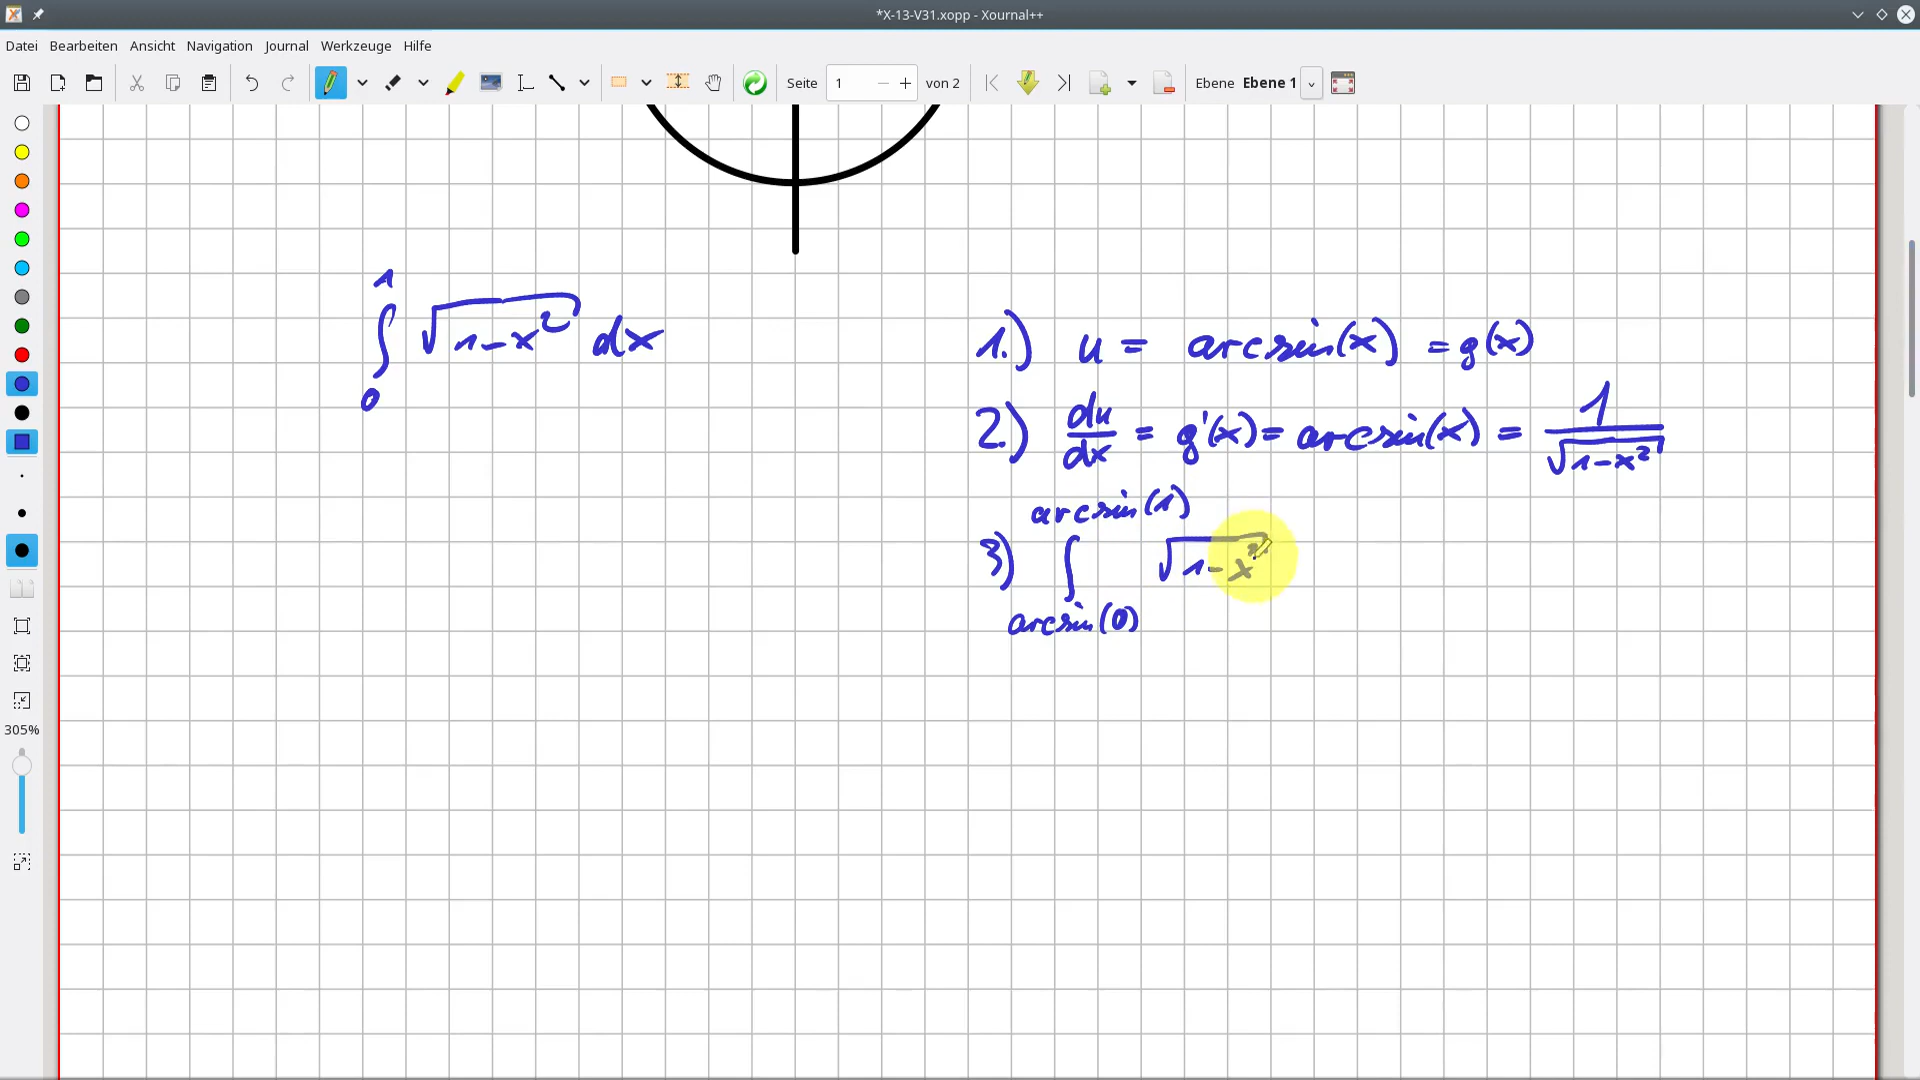 *X-13-V31.xopp - Xournal++
Datei Bearbeiten Ansicht Navigation Journal Werkzeuge Hilfe
Seite 1 von 2 Ebene Ebene 1
305%
∫₀¹ √(1-x²) dx
1.) u = arcsin(x) = g(x)
2.) du/dx = g'(x) = arcsin(x) = 1/√(1-x²)
arcsin(1)
3) ∫ √(1-x²)
arcsin(0)